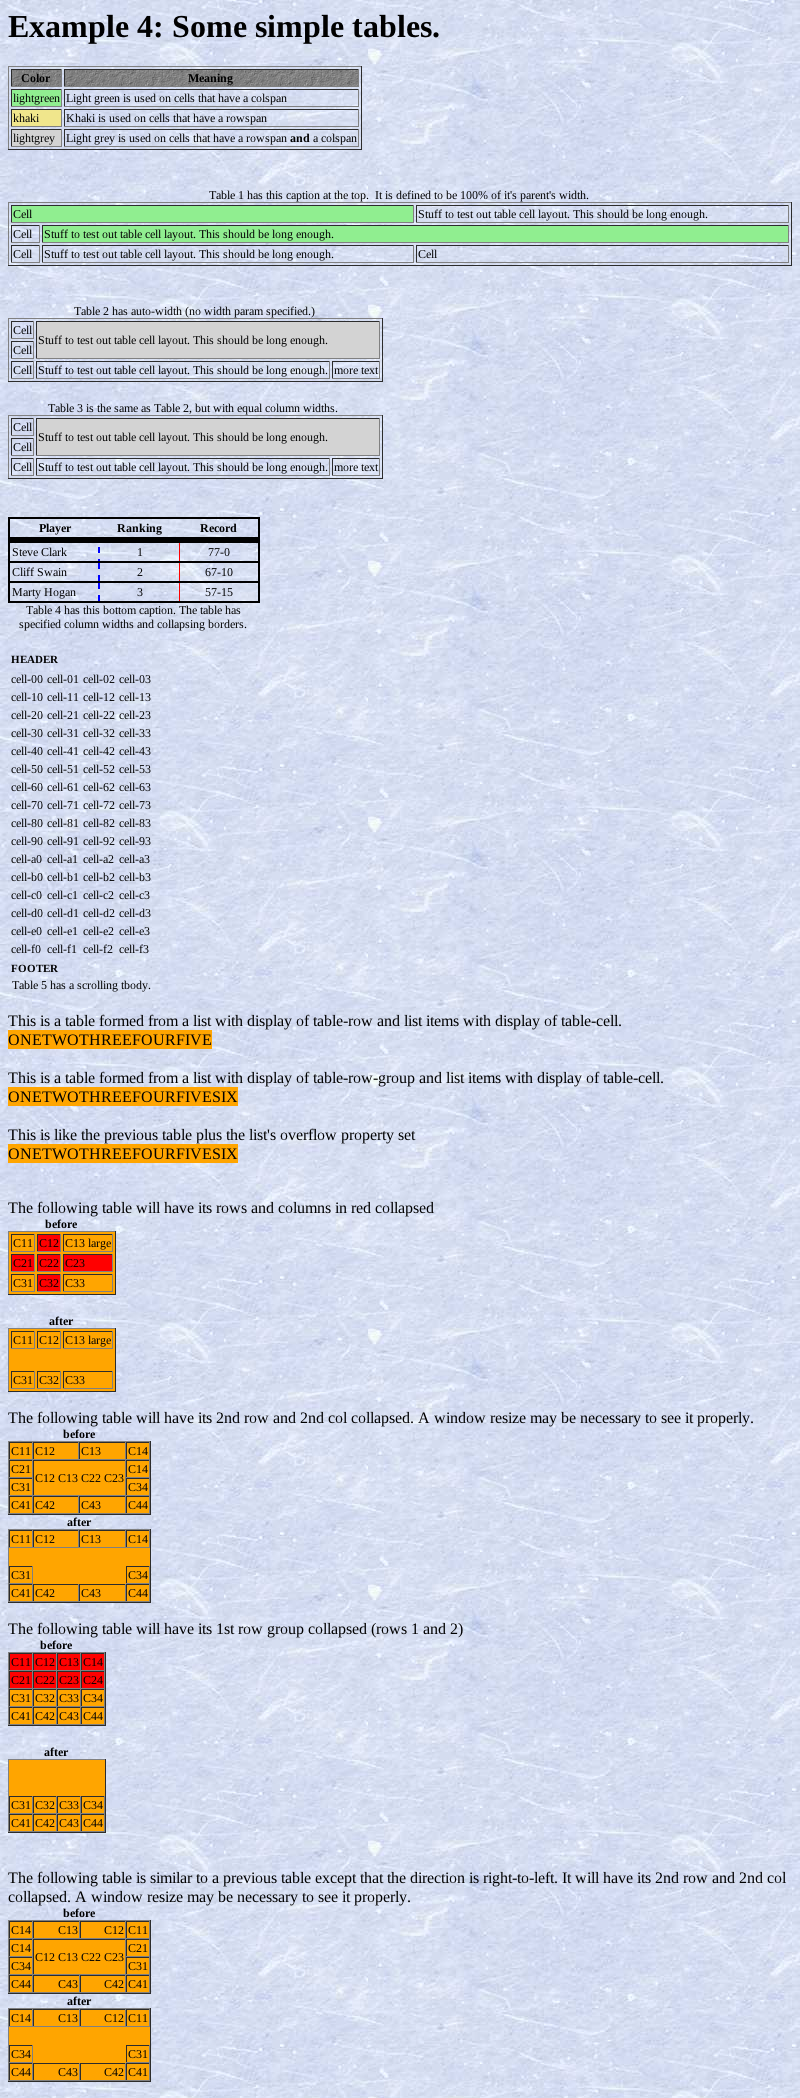 Example 4: Some simple tables.
Color Meaning
lightgreen Light green is used on cells that have a colspan
khaki Khaki is used on cells that have a rowspan
lightgrey Light grey is used on cells that have a rowspan and a colspan
Table 1 has this caption at the top.  It is defined to be 100% of it's parent's width.
Cell Stuff to test out table cell layout. This should be long enough.
Cell Stuff to test out table cell layout. This should be long enough.
Cell Stuff to test out table cell layout. This should be long enough. Cell
Table 2 has auto-width (no width param specified.)
Cell
Stuff to test out table cell layout. This should be long enough.
Cell
Cell Stuff to test out table cell layout. This should be long enough. more text
Table 3 is the same as Table 2, but with equal column widths.
Cell
Stuff to test out table cell layout. This should be long enough.
Cell
Cell Stuff to test out table cell layout. This should be long enough. more text
Player Ranking Record
Steve Clark 1 77-0
Cliff Swain 2 67-10
Marty Hogan 3 57-15
Table 4 has this bottom caption. The table has
specified column widths and collapsing borders.
HEADER
cell-00 cell-01 cell-02 cell-03
cell-10 cell-11 cell-12 cell-13
cell-20 cell-21 cell-22 cell-23
cell-30 cell-31 cell-32 cell-33
cell-40 cell-41 cell-42 cell-43
cell-50 cell-51 cell-52 cell-53
cell-60 cell-61 cell-62 cell-63
cell-70 cell-71 cell-72 cell-73
cell-80 cell-81 cell-82 cell-83
cell-90 cell-91 cell-92 cell-93
cell-a0 cell-a1 cell-a2 cell-a3
cell-b0 cell-b1 cell-b2 cell-b3
cell-c0 cell-c1 cell-c2 cell-c3
cell-d0 cell-d1 cell-d2 cell-d3
cell-e0 cell-e1 cell-e2 cell-e3
cell-f0 cell-f1 cell-f2 cell-f3
FOOTER
Table 5 has a scrolling tbody.
This is a table formed from a list with display of table-row and list items with display of table-cell.
ONETWOTHREEFOURFIVE
This is a table formed from a list with display of table-row-group and list items with display of table-cell.
ONETWOTHREEFOURFIVESIX
This is like the previous table plus the list's overflow property set
ONETWOTHREEFOURFIVESIX
The following table will have its rows and columns in red collapsed
before
C11 C12 C13 large
C21 C22 C23
C31 C32 C33
after
C11 C12 C13 large
C31 C32 C33
The following table will have its 2nd row and 2nd col collapsed. A window resize may be necessary to see it properly.
before
C11 C12 C13 C14
C21 C14
C12 C13 C22 C23
C31 C34
C41 C42 C43 C44
after
C11 C12 C13 C14
C31 C34
C41 C42 C43 C44
The following table will have its 1st row group collapsed (rows 1 and 2)
before
C11 C12 C13 C14
C21 C22 C23 C24
C31 C32 C33 C34
C41 C42 C43 C44
after
C31 C32 C33 C34
C41 C42 C43 C44
The following table is similar to a previous table except that the direction is right-to-left. It will have its 2nd row and 2nd col
collapsed. A window resize may be necessary to see it properly.
before
C14 C13 C12 C11
C14 C21
C12 C13 C22 C23
C34 C31
C44 C43 C42 C41
after
C14 C13 C12 C11
C34 C31
C44 C43 C42 C41